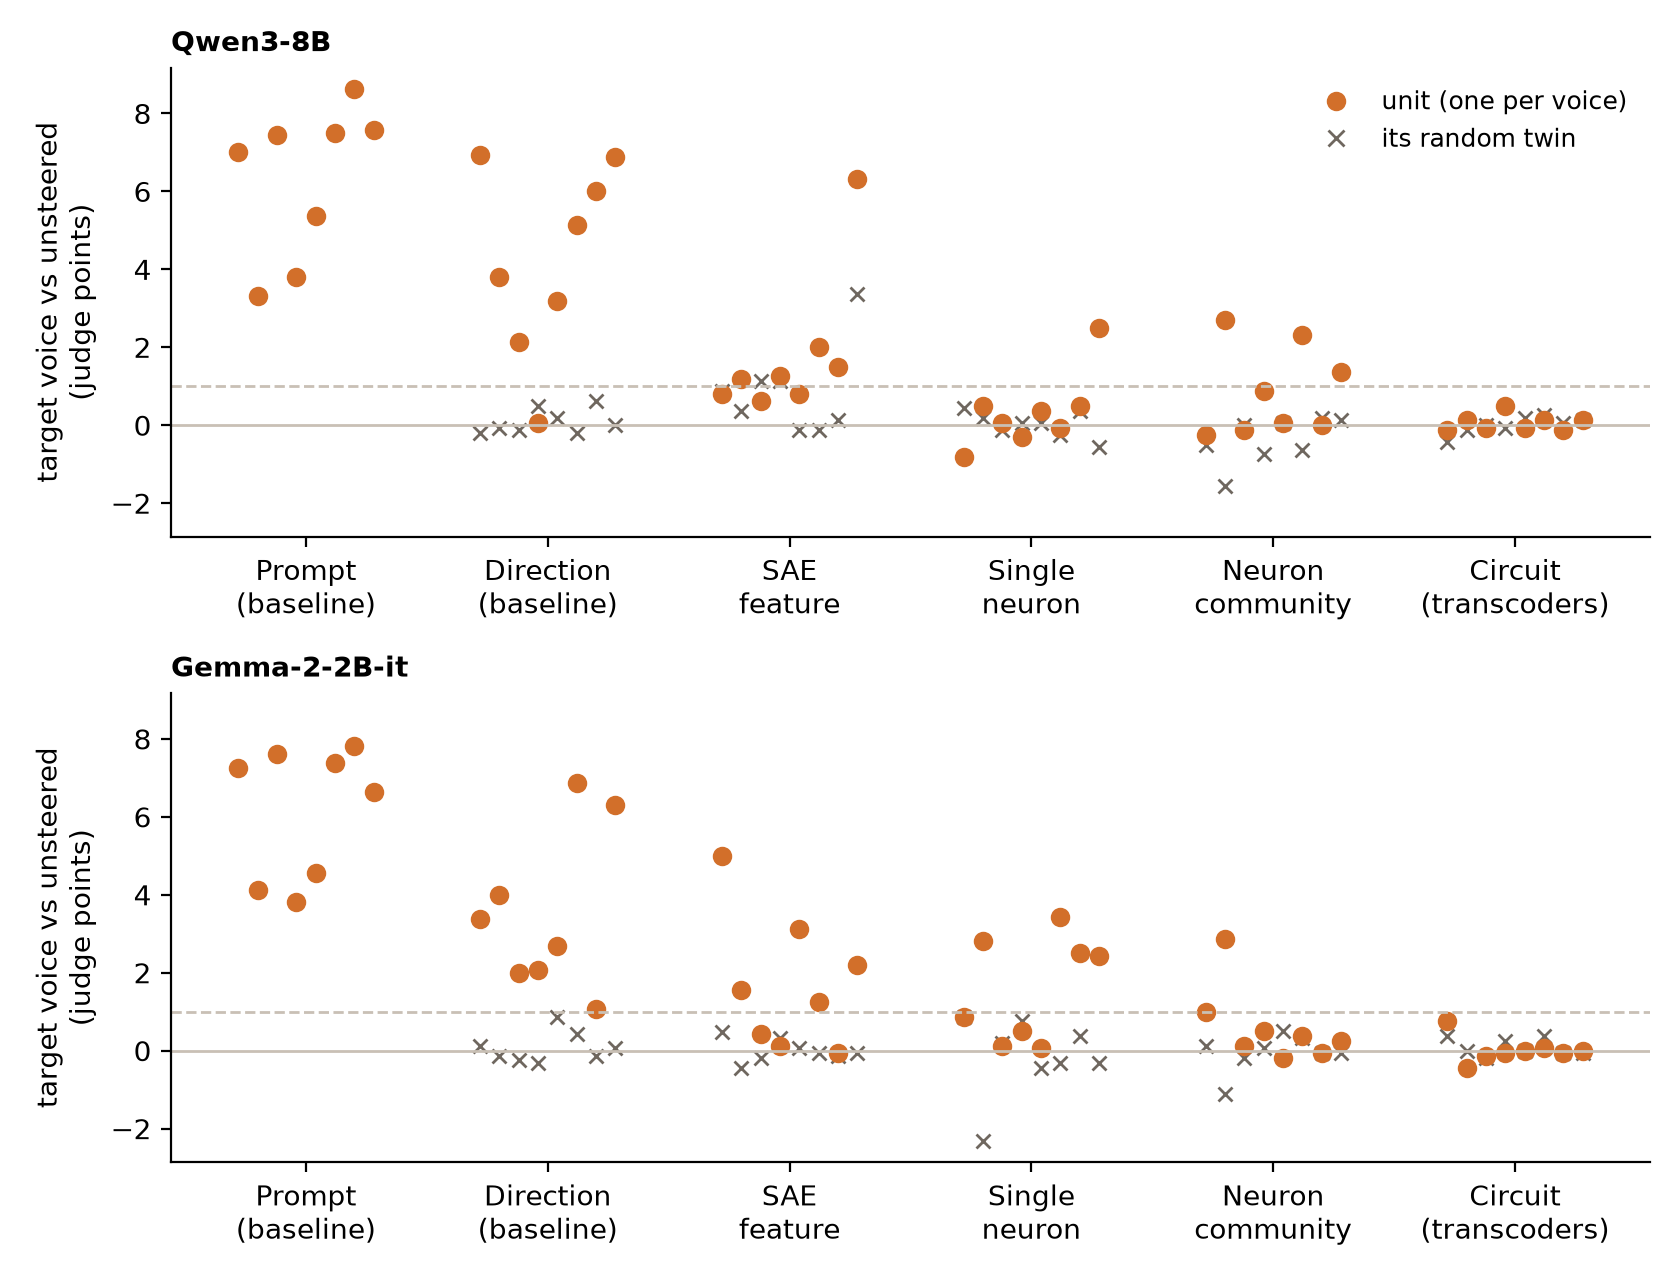 Qwen3-8B
target voice vs unsteered
(judge points)
8
6
4
2
0
−2
unit (one per voice)
its random twin
Prompt
(baseline)
Direction
(baseline)
SAE
feature
Single
neuron
Neuron
community
Circuit
(transcoders)
Gemma-2-2B-it
target voice vs unsteered
(judge points)
8
6
4
2
0
−2
Prompt
(baseline)
Direction
(baseline)
SAE
feature
Single
neuron
Neuron
community
Circuit
(transcoders)